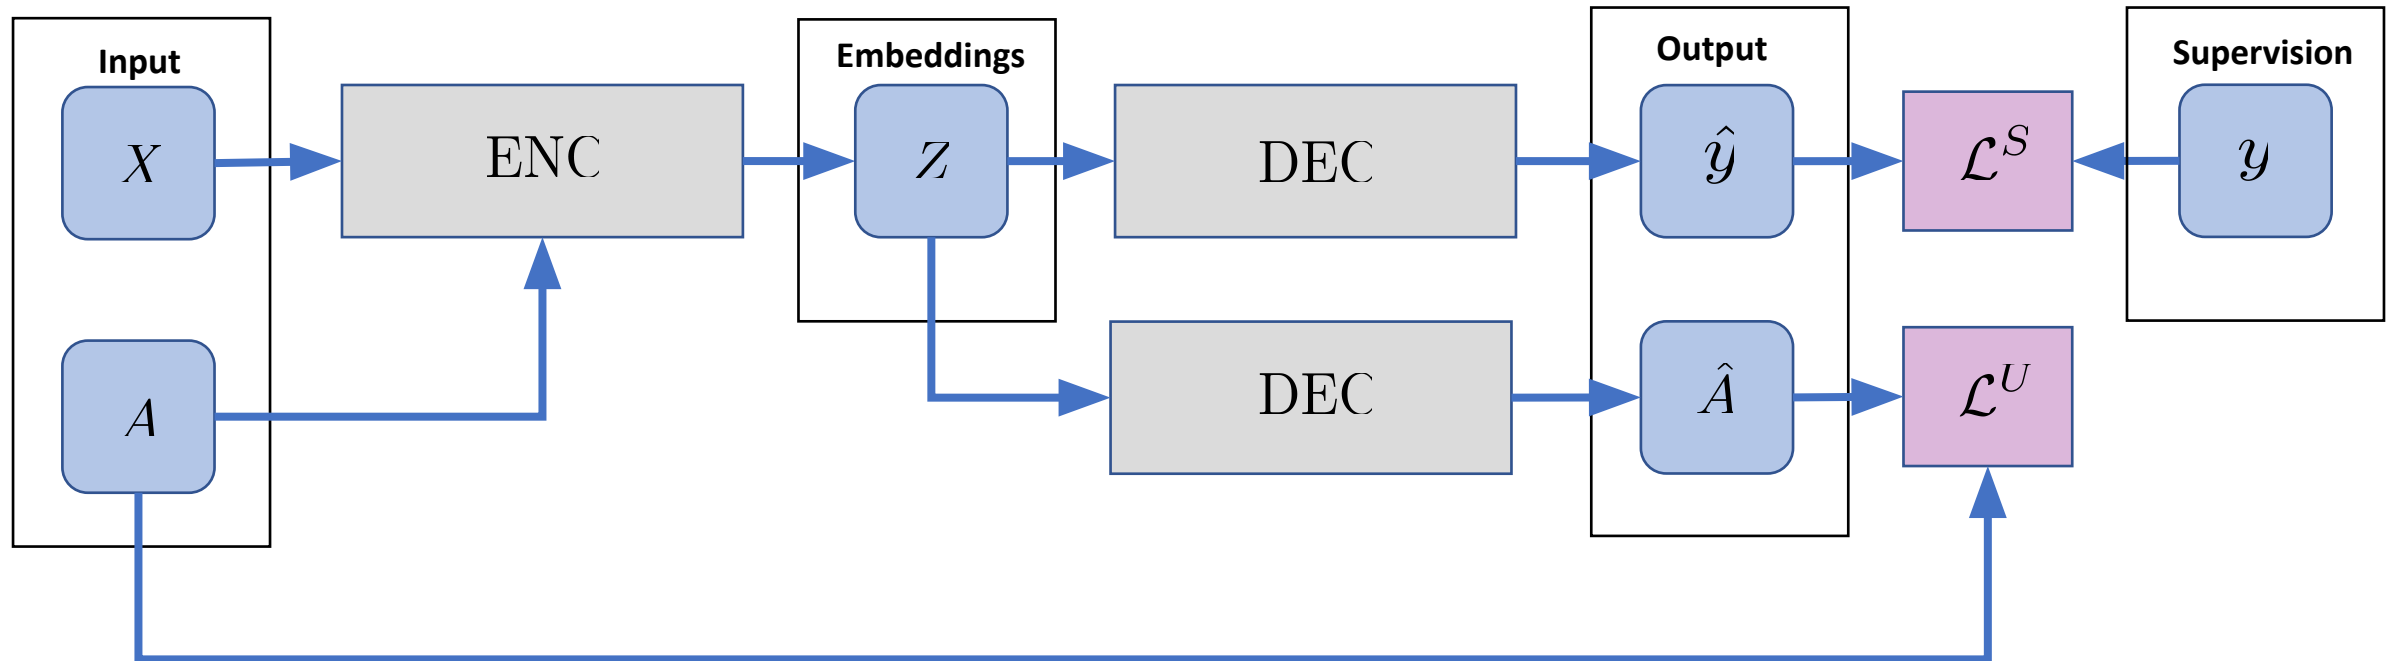 Input
Embeddings
Output
Supervision
X
ENC
Z
DEC
ŷ
ℒ^S
y
A
DEC
Â
ℒ^U